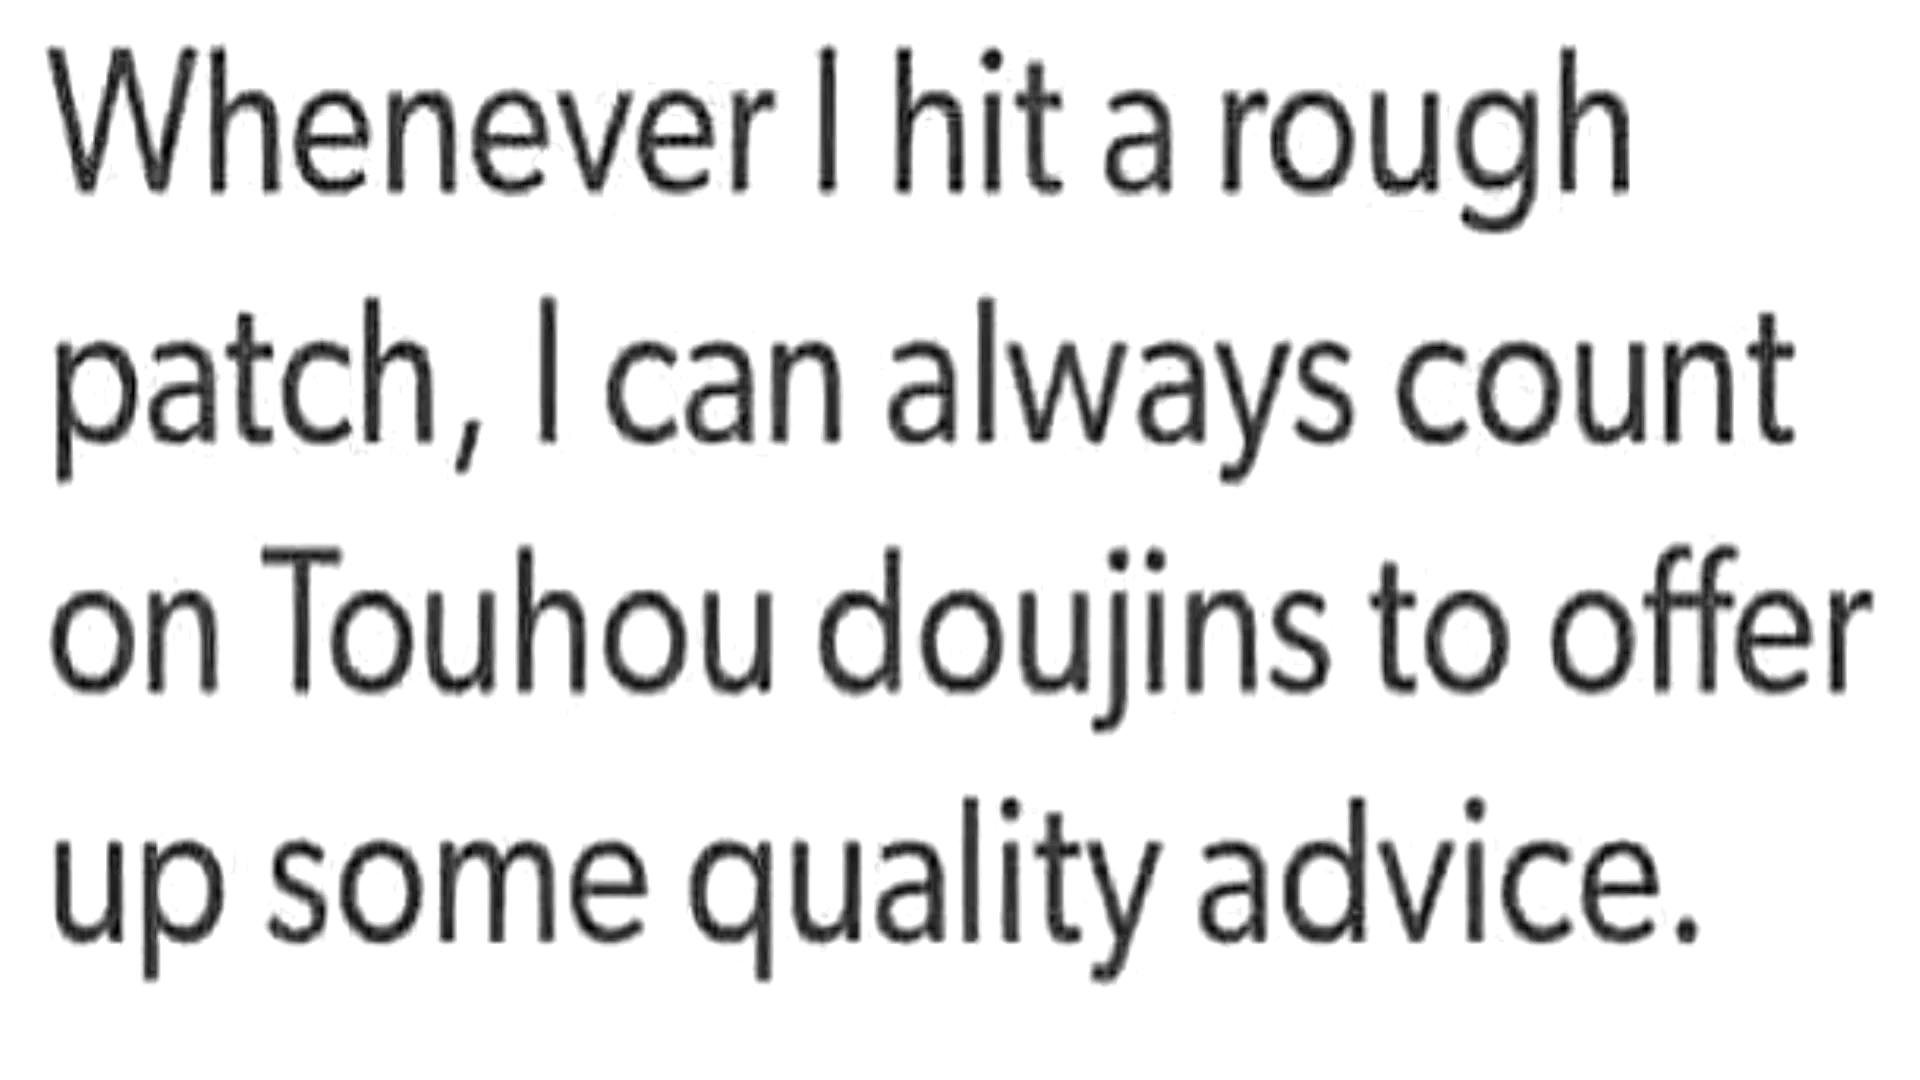 Whenever I hit a rough
patch, I can always count
on Touhou doujins to offer
up some quality advice.